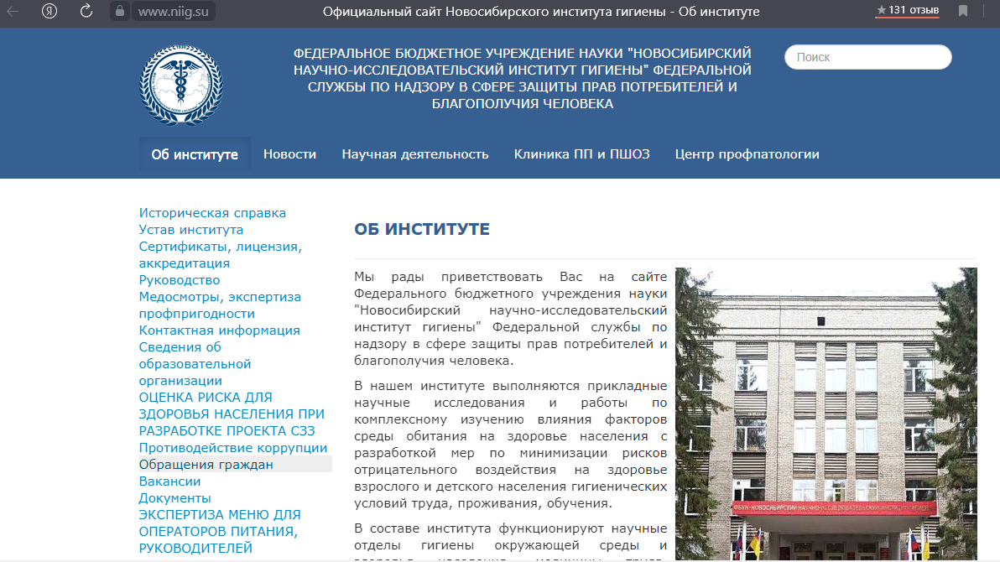 www.niig.su
Официальный сайт Новосибирского института гигиены - Об институте
131 отзыв
ФЕДЕРАЛЬНОЕ БЮДЖЕТНОЕ УЧРЕЖДЕНИЕ НАУКИ "НОВОСИБИРСКИЙ
НАУЧНО-ИССЛЕДОВАТЕЛЬСКИЙ ИНСТИТУТ ГИГИЕНЫ" ФЕДЕРАЛЬНОЙ
СЛУЖБЫ ПО НАДЗОРУ В СФЕРЕ ЗАЩИТЫ ПРАВ ПОТРЕБИТЕЛЕЙ И
БЛАГОПОЛУЧИЯ ЧЕЛОВЕКА
Поиск
Об институте
Новости
Научная деятельность
Клиника ПП и ПШОЗ
Центр профпатологии
Историческая справка
Устав института
Сертификаты, лицензия,
аккредитация
Руководство
Медосмотры, экспертиза
профпригодности
Контактная информация
Сведения об
образовательной
организации
ОЦЕНКА РИСКА ДЛЯ
ЗДОРОВЬЯ НАСЕЛЕНИЯ ПРИ
РАЗРАБОТКЕ ПРОЕКТА СЗЗ
Противодействие коррупции
Обращения граждан
Вакансии
Документы
ЭКСПЕРТИЗА МЕНЮ ДЛЯ
ОПЕРАТОРОВ ПИТАНИЯ,
РУКОВОДИТЕЛЕЙ
ОБ ИНСТИТУТЕ
Мы рады приветствовать Вас на сайте
Федерального бюджетного учреждения науки
"Новосибирский научно-исследовательский
институт гигиены" Федеральной службы по
надзору в сфере защиты прав потребителей и
благополучия человека.
В нашем институте выполняются прикладные
научные исследования и работы по
комплексному изучению влияния факторов
среды обитания на здоровье населения с
разработкой мер по минимизации рисков
отрицательного воздействия на здоровье
взрослого и детского населения гигиенических
условий труда, проживания, обучения.
В составе института функционируют научные
отделы гигиены окружающей среды и
здоровья населения, медицины труда,
ФБУН «НОВОСИБИРСКИЙ НАУЧНО-ИССЛЕДОВАТЕЛЬСКИЙ ИНСТИТУТ ГИГИЕНЫ»